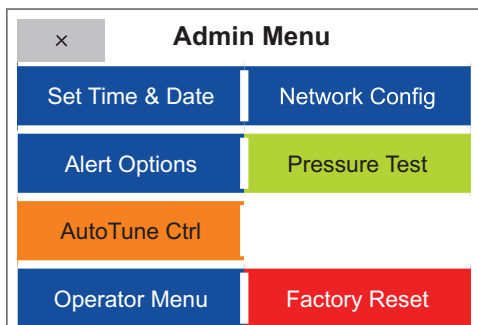 ×
Admin Menu
Set Time & Date
Network Config
Alert Options
Pressure Test
AutoTune Ctrl
Operator Menu
Factory Reset